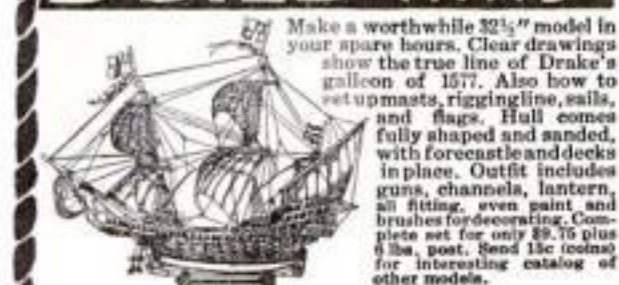 Make a worthwhile 32½" model in
your spare hours. Clear drawings
show the true line of Drake's
galleon of 1577. Also how to
set up masts, rigging line, sails,
and flags. Hull comes
fully shaped and sanded,
with forecastle and decks
in place. Outfit includes
guns, channels, lantern,
all fitting, even paint and
brushes for decorating. Com-
plete set for only $9.75 plus
6 lbs. post. Send 15c (coins)
for interesting catalog of
other models.